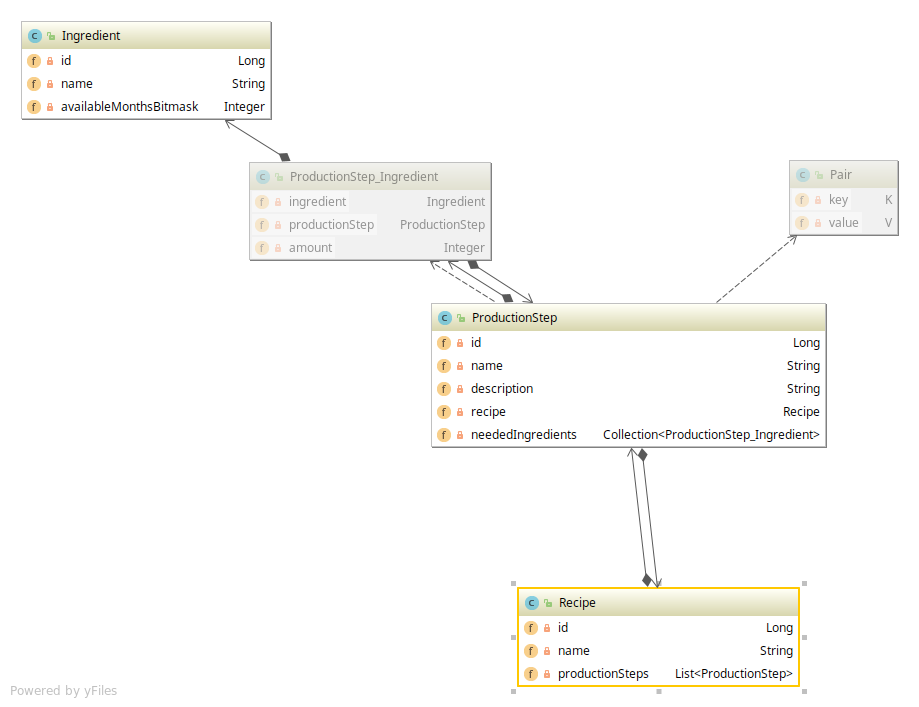 C Ingredient
f id Long
f name String
f availableMonthsBitmask Integer
C ProductionStep_Ingredient
f ingredient Ingredient
f productionStep ProductionStep
f amount Integer
C Pair
f key K
f value V
C ProductionStep
f id Long
f name String
f description String
f recipe Recipe
f neededIngredients Collection<ProductionStep_Ingredient>
C Recipe
f id Long
f name String
f productionSteps List<ProductionStep>
Powered by yFiles